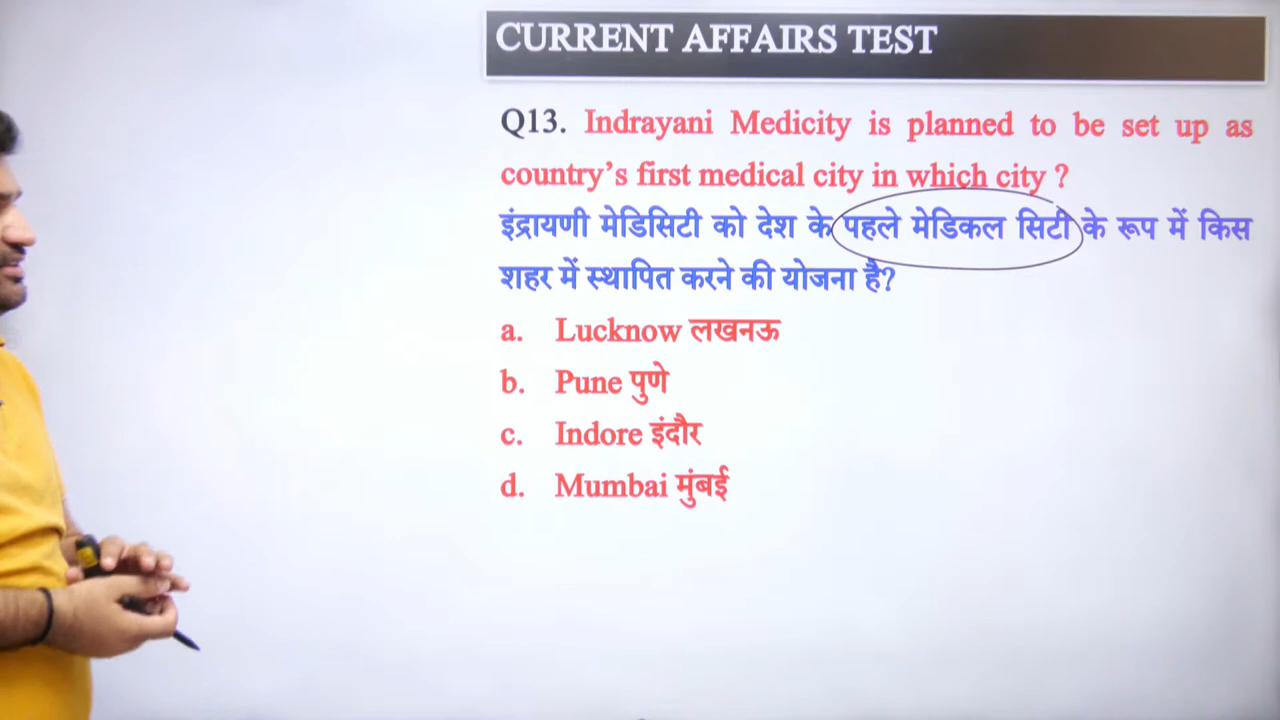 CURRENT AFFAIRS TEST
Q13. Indrayani Medicity is planned to be set up as
country’s first medical city in which city ?
इंद्रायणी मेडिसिटी को देश के पहले मेडिकल सिटी के रूप में किस
शहर में स्थापित करने की योजना है?
a. Lucknow लखनऊ
b. Pune पुणे
c. Indore इंदौर
d. Mumbai मुंबई